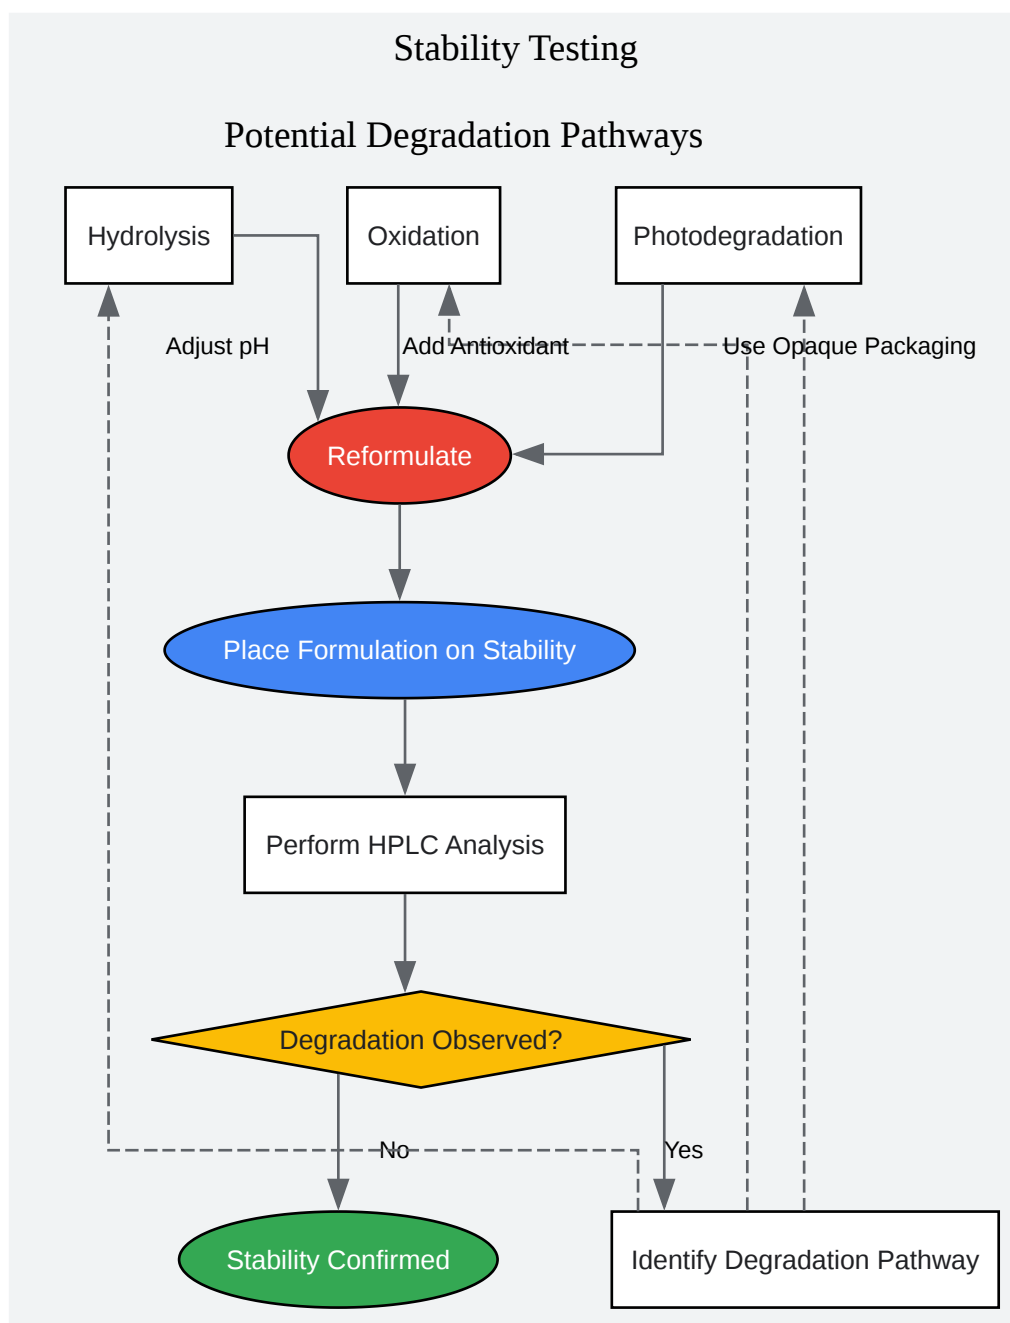 Stability Testing
Potential Degradation Pathways
Hydrolysis
Oxidation
Photodegradation
Adjust pH
Add Antioxidant
Use Opaque Packaging
Reformulate
Place Formulation on Stability
Perform HPLC Analysis
Degradation Observed?
No
Yes
Stability Confirmed
Identify Degradation Pathway